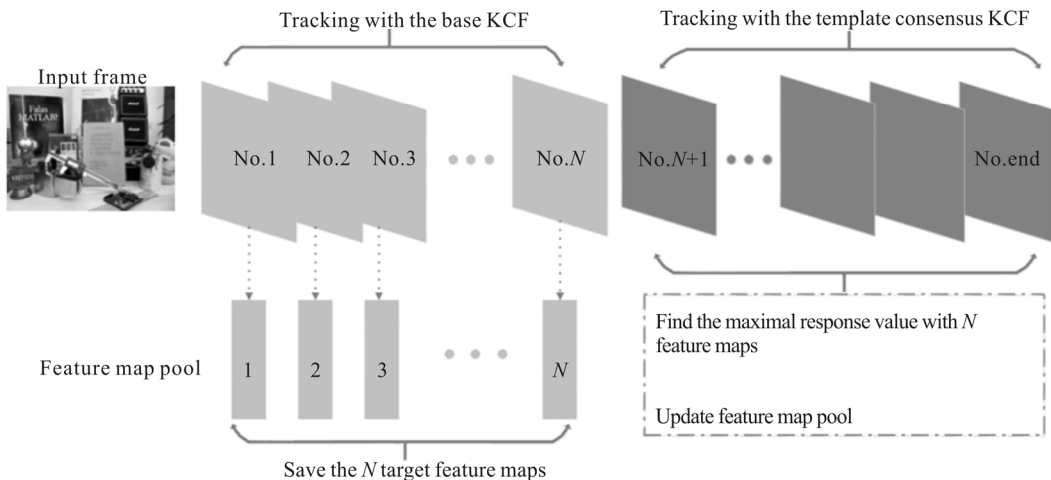 Tracking with the base KCF
Tracking with the template consensus KCF
Input frame
Falas
MATLAB?
No.1
No.2
No.3
No.N
No.N+1
No.end
Feature map pool
1
2
3
N
Find the maximal response value with N
feature maps
Update feature map pool
Save the N target feature maps